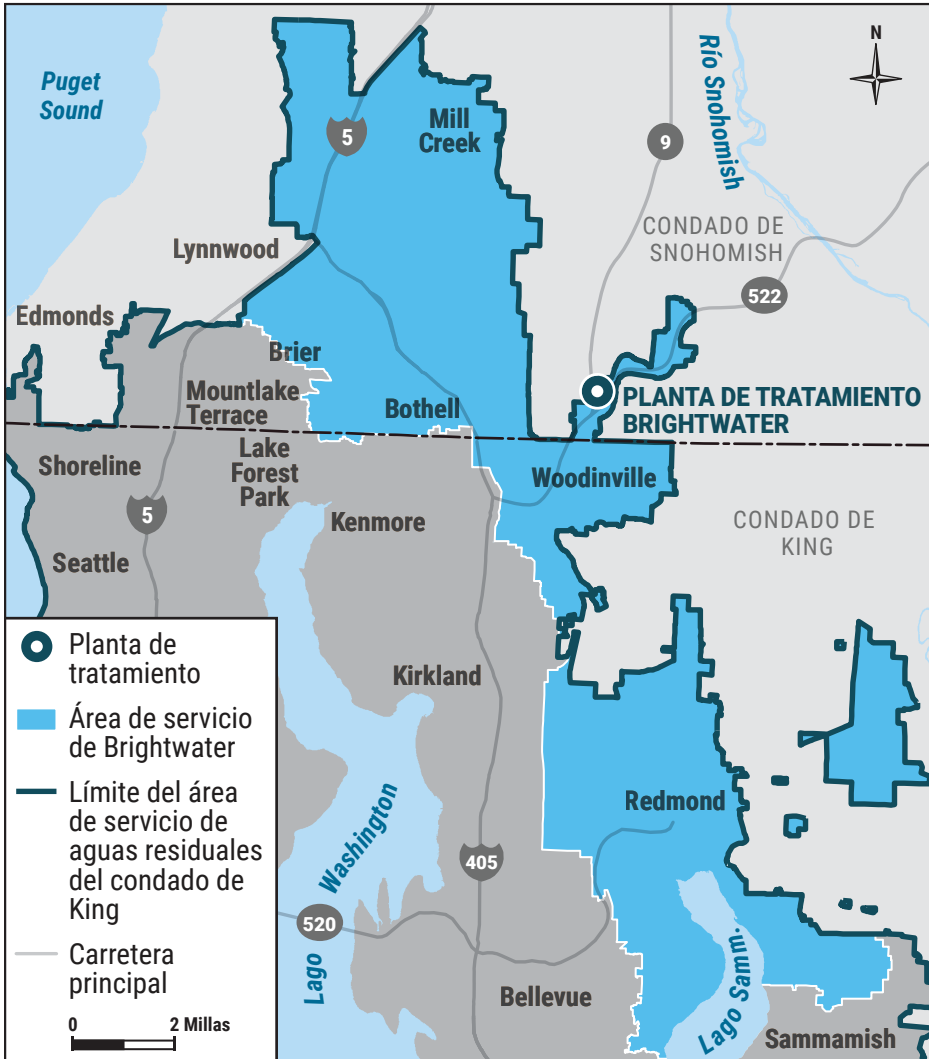 N
Puget
Sound
Río Snohomish
5
Mill
Creek
9
CONDADO DE
SNOHOMISH
Lynnwood
522
Edmonds
Brier
Mountlake
Terrace
Bothell
PLANTA DE TRATAMIENTO
BRIGHTWATER
Shoreline
Lake
Forest
Park
Woodinville
5
Kenmore
CONDADO DE
KING
Seattle
Kirkland
Redmond
405
520
Lago Washington
Bellevue
Lago Samm.
Sammamish
Planta de
tratamiento
Área de servicio
de Brightwater
Límite del área
de servicio de
aguas residuales
del condado de
King
Carretera
principal
0 2 Millas